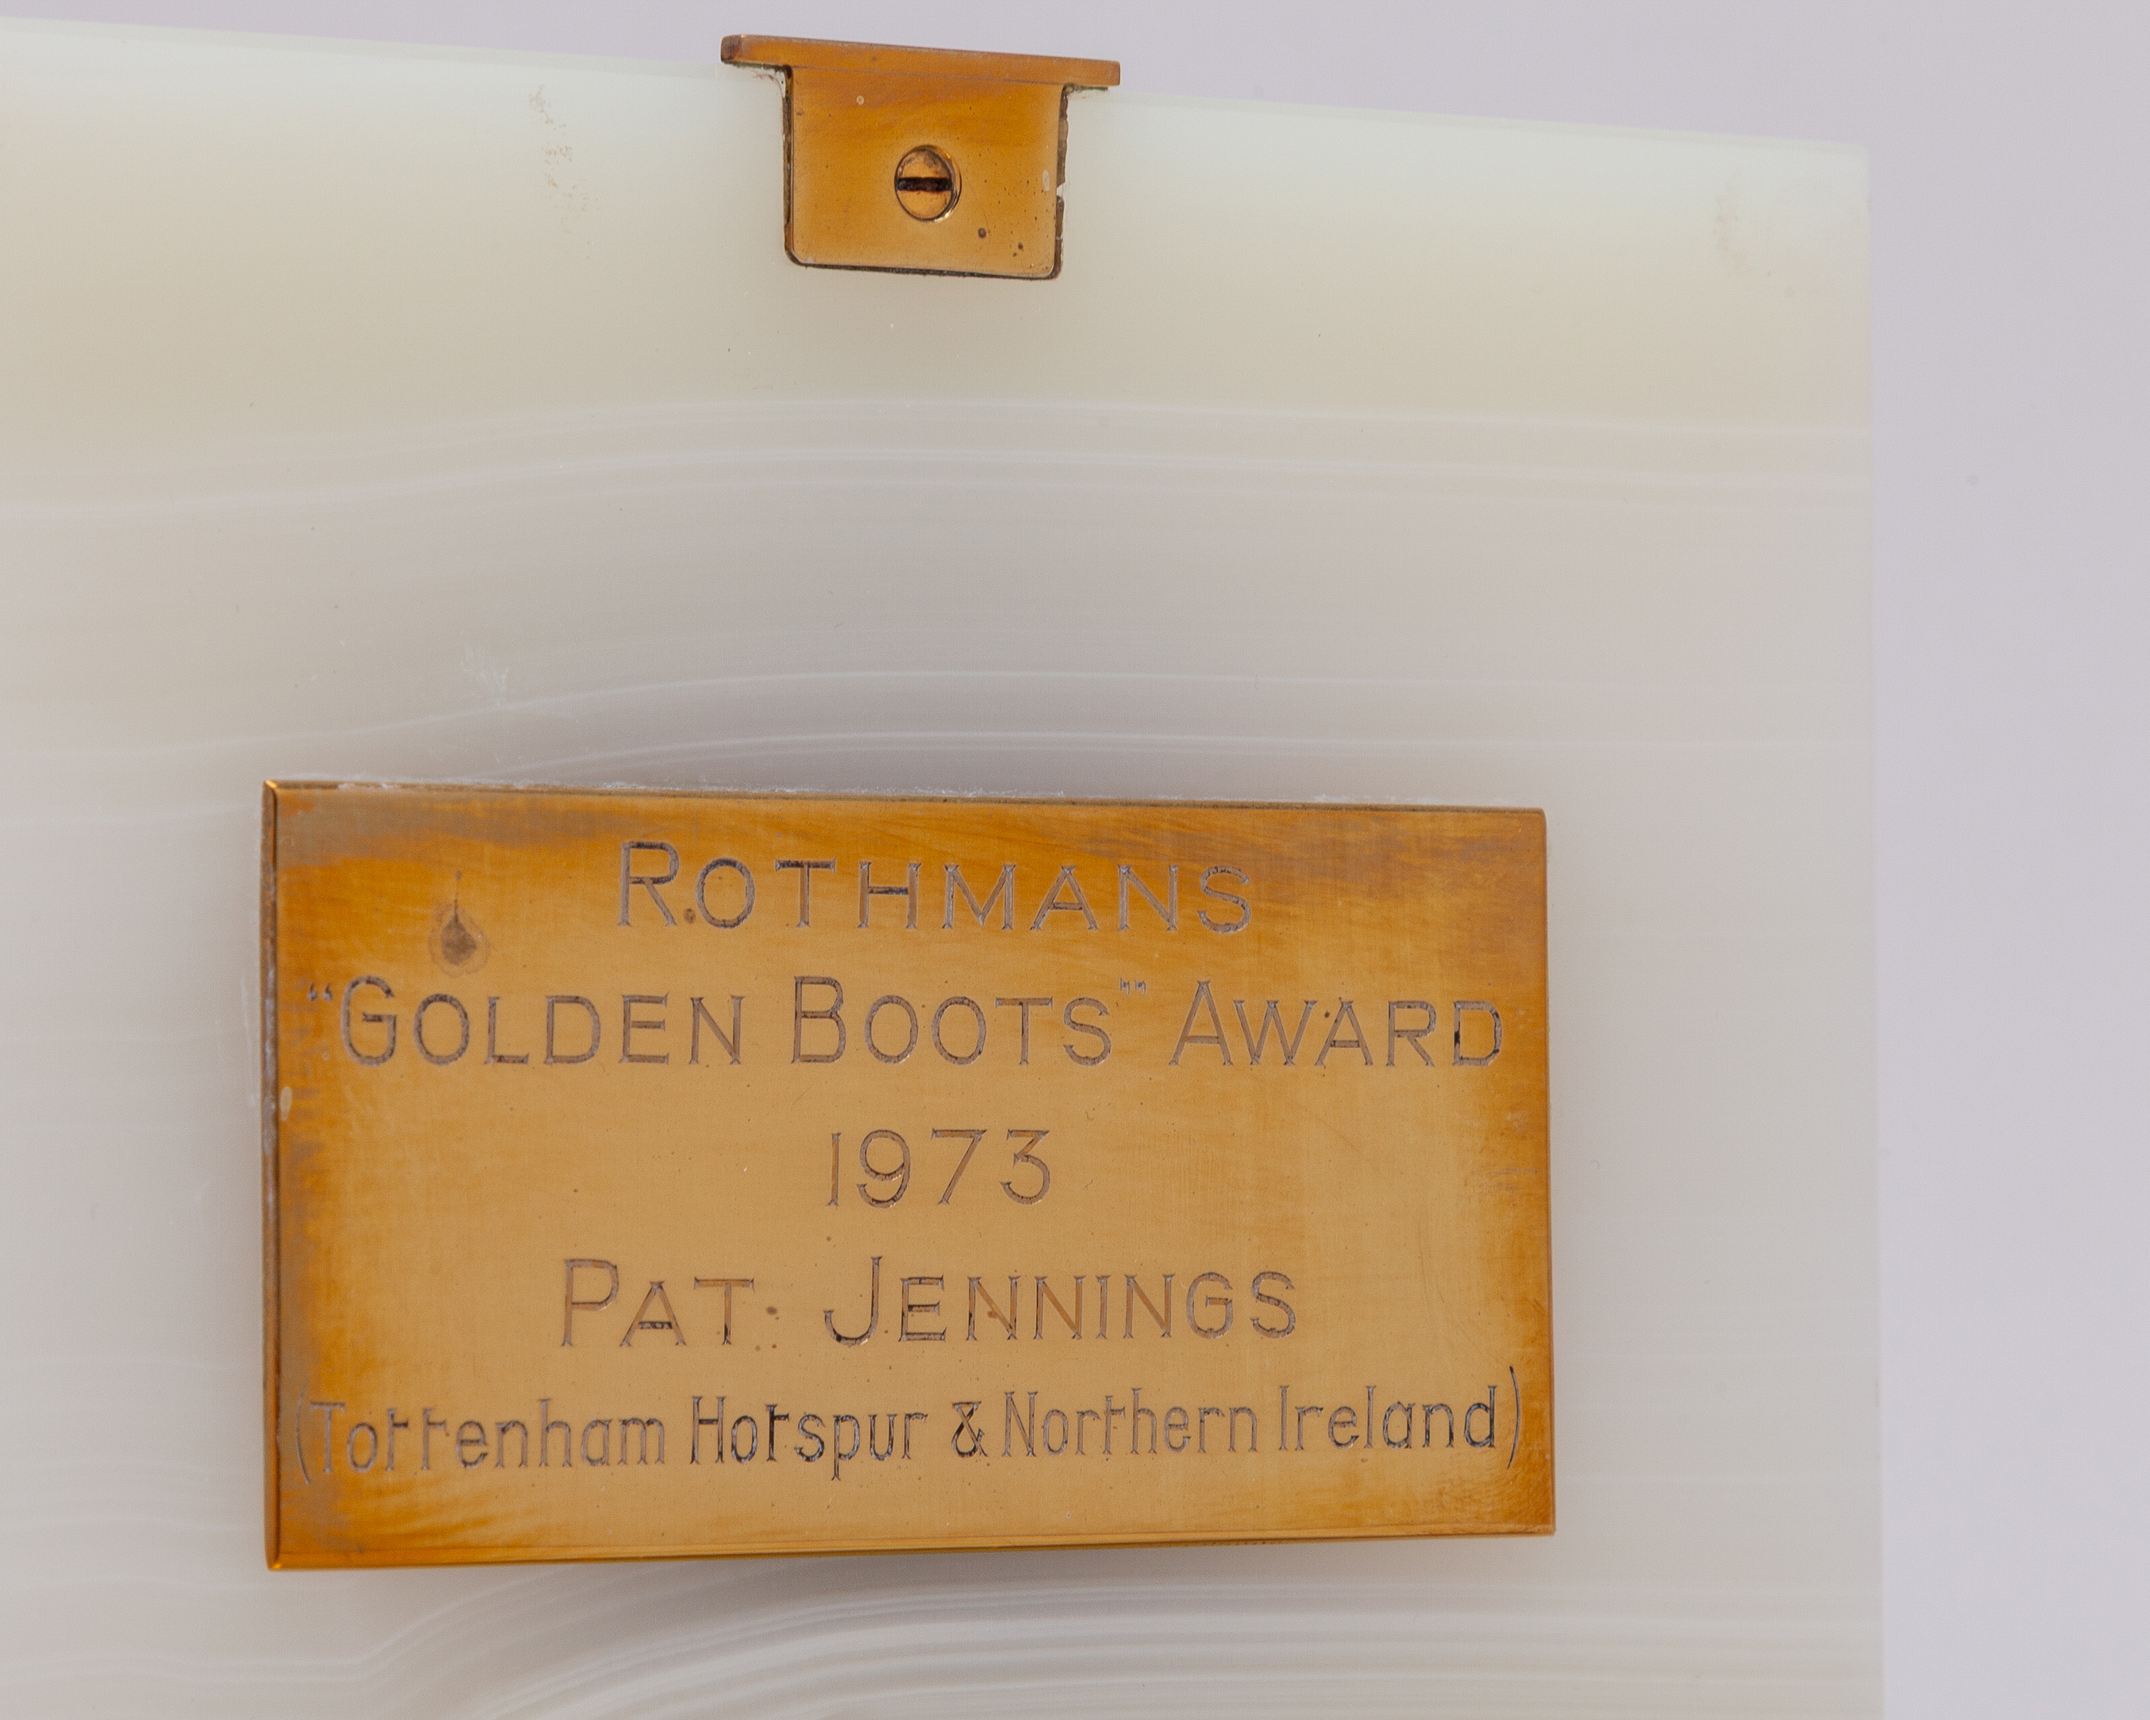 ROTHMANS
“GOLDEN BOOTS” AWARD
1973
PAT JENNINGS
(Tottenham Hotspur & Northern Ireland)